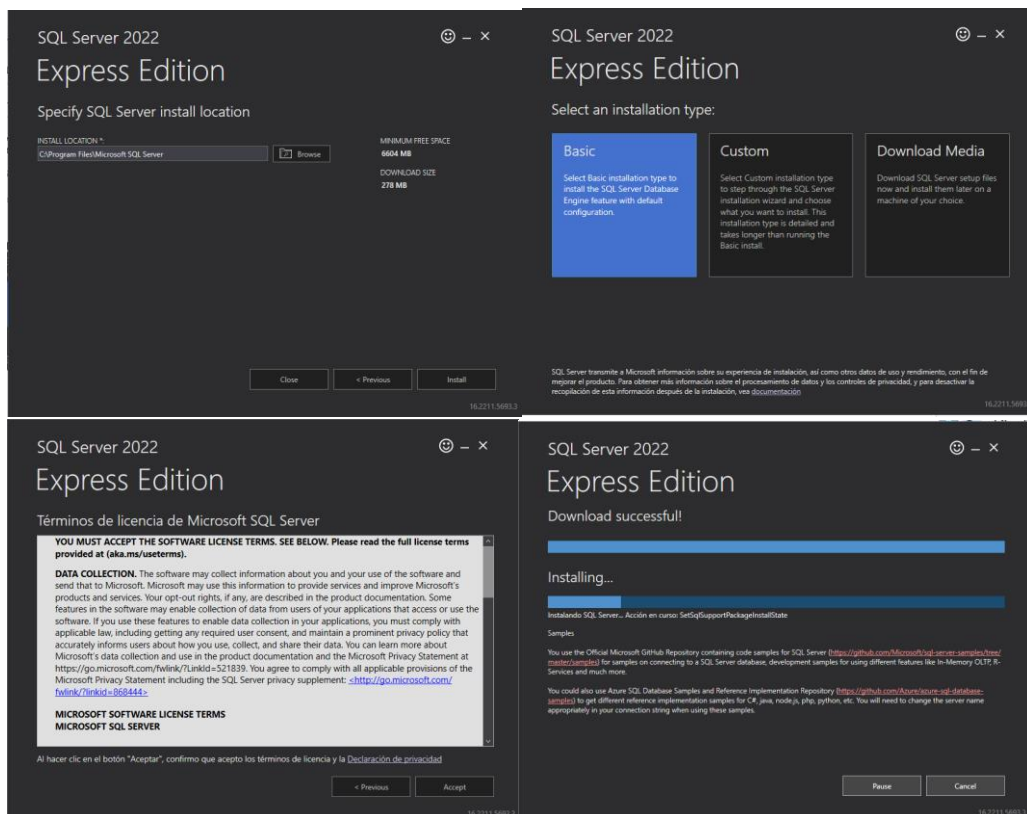 SQL Server 2022
Express Edition
Specify SQL Server install location
INSTALL LOCATION *:
C:\Program Files\Microsoft SQL Server
Browse
MINIMUM FREE SPACE
6604 MB
DOWNLOAD SIZE
278 MB
Close
< Previous
Install
16.2211.5693.3
SQL Server 2022
Express Edition
Select an installation type:
Basic
Select Basic installation type to
install the SQL Server Database
Engine feature with default
configuration.
Custom
Select Custom installation type
to step through the SQL Server
installation wizard and choose
what you want to install. This
installation type is detailed and
takes longer than running the
Basic install.
Download Media
Download SQL Server setup files
now and install them later on a
machine of your choice.
SQL Server transmite a Microsoft información sobre su experiencia de instalación, así como otros datos de uso y rendimiento, con el fin de
mejorar el producto. Para obtener más información sobre el procesamiento de datos y los controles de privacidad, y para desactivar la
recopilación de esta información después de la instalación, vea documentación
16.2211.5693
SQL Server 2022
Express Edition
Términos de licencia de Microsoft SQL Server
YOU MUST ACCEPT THE SOFTWARE LICENSE TERMS. SEE BELOW. Please read the full license terms
provided at (aka.ms/useterms).
DATA COLLECTION. The software may collect information about you and your use of the software and
send that to Microsoft. Microsoft may use this information to provide services and improve Microsoft's
products and services. Your opt-out rights, if any, are described in the product documentation. Some
features in the software may enable collection of data from users of your applications that access or use the
software. If you use these features to enable data collection in your applications, you must comply with
applicable law, including getting any required user consent, and maintain a prominent privacy policy that
accurately informs users about how you use, collect, and share their data. You can learn more about
Microsoft's data collection and use in the product documentation and the Microsoft Privacy Statement at
https://go.microsoft.com/fwlink/?LinkId=521839. You agree to comply with all applicable provisions of the
Microsoft Privacy Statement including the SQL Server privacy supplement: <http://go.microsoft.com/
fwlink/?linkid=868444>
MICROSOFT SOFTWARE LICENSE TERMS
MICROSOFT SQL SERVER
Al hacer clic en el botón "Aceptar", confirmo que acepto los términos de licencia y la Declaración de privacidad
< Previous
Accept
16.2211.5693.3
SQL Server 2022
Express Edition
Download successful!
Installing...
Instalando SQL Server... Acción en curso: SetSqlSupportPackageInstallState
Samples
You use the Official Microsoft GitHub Repository containing code samples for SQL Server (https://github.com/Microsoft/sql-server-samples/tree/
master/samples) for samples on connecting to a SQL Server database, development samples for using different features like In-Memory OLTP, R-
Services and much more.
You could also use Azure SQL Database Samples and Reference Implementation Repository (https://github.com/Azure/azure-sql-database-
samples) to get different reference implementation samples for C#, java, node.js, php, python, etc. You will need to change the server name
appropriately in your connection string when using these samples.
Pause
Cancel